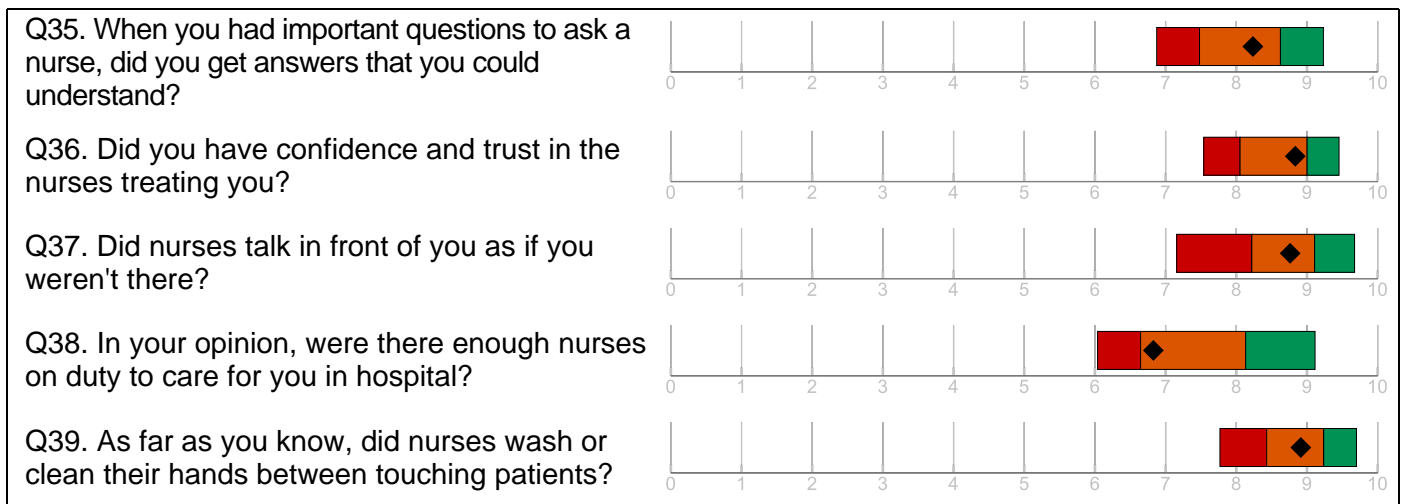 Q35. When you had important questions to ask a
nurse, did you get answers that you could
understand?
0 1 2 3 4 5 6 7 8 9 10
Q36. Did you have confidence and trust in the
nurses treating you?
0 1 2 3 4 5 6 7 8 9 10
Q37. Did nurses talk in front of you as if you
weren't there?
0 1 2 3 4 5 6 7 8 9 10
Q38. In your opinion, were there enough nurses
on duty to care for you in hospital?
0 1 2 3 4 5 6 7 8 9 10
Q39. As far as you know, did nurses wash or
clean their hands between touching patients?
0 1 2 3 4 5 6 7 8 9 10